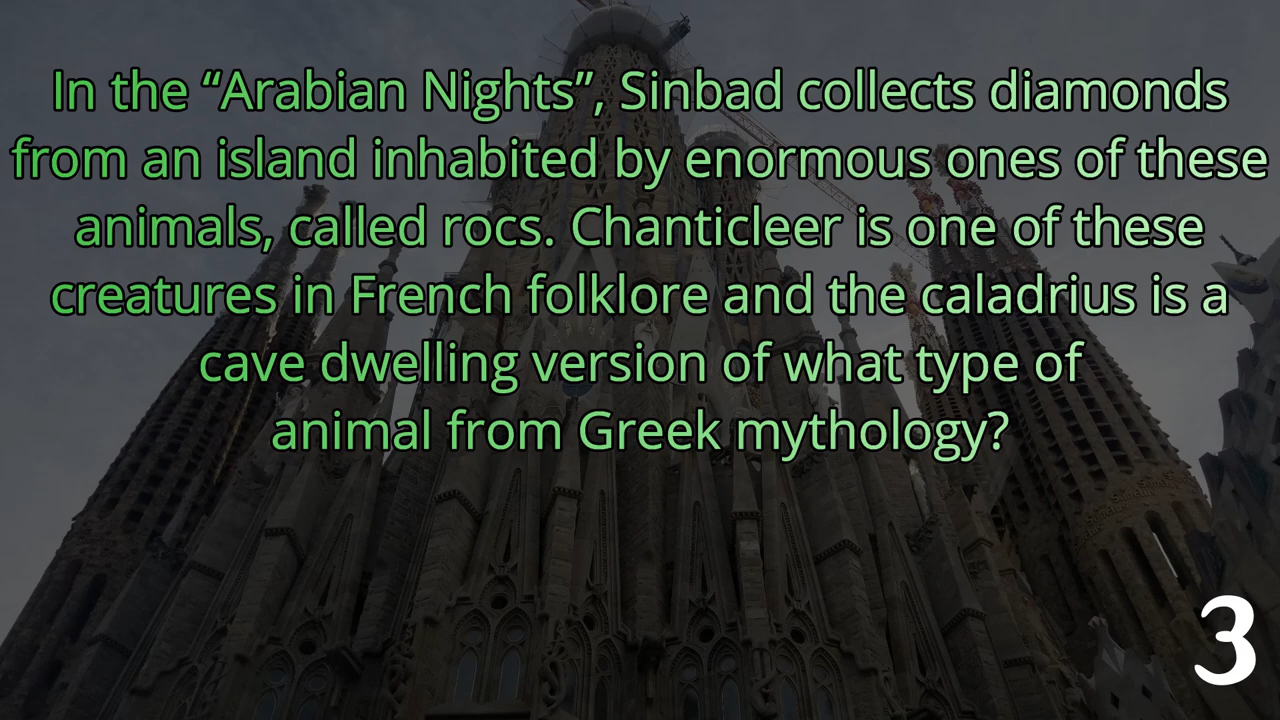 In the “Arabian Nights”, Sinbad collects diamonds
from an island inhabited by enormous ones of these
animals, called rocs. Chanticleer is one of these
creatures in French folklore and the caladrius is a
cave dwelling version of what type of
animal from Greek mythology?
3